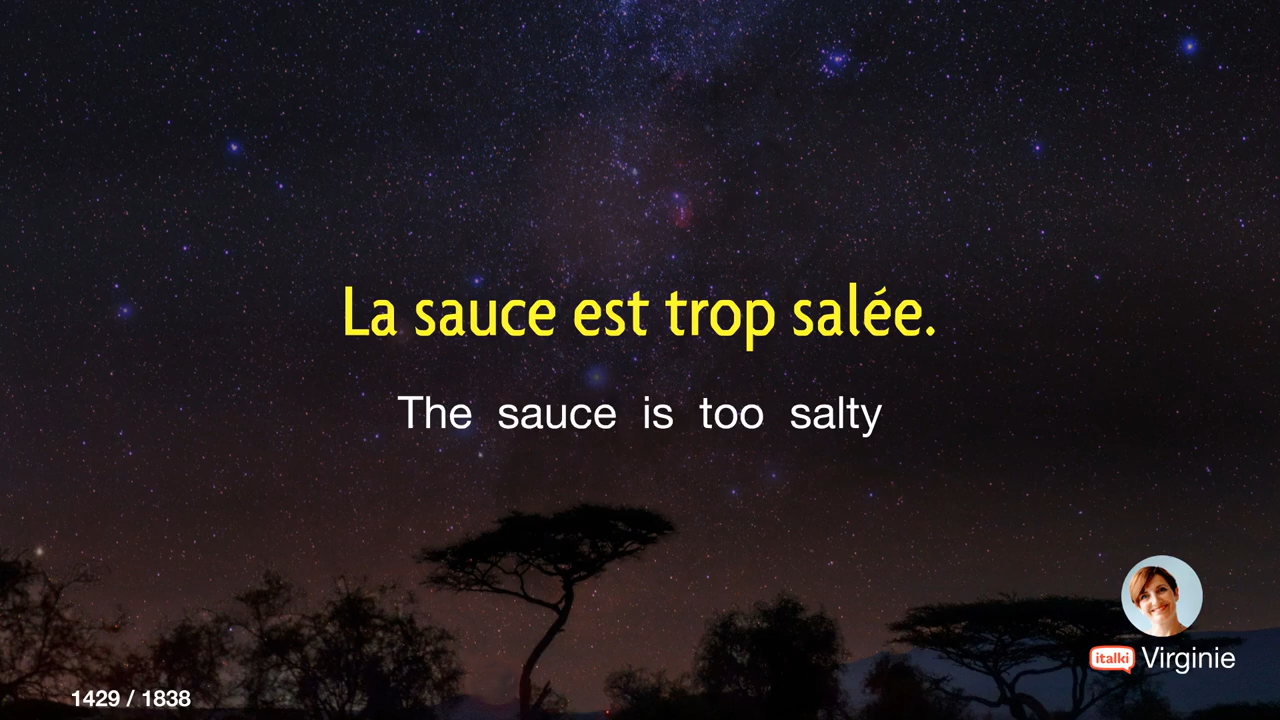 La sauce est trop salée.
The sauce is too salty
italki Virginie
1429 / 1838